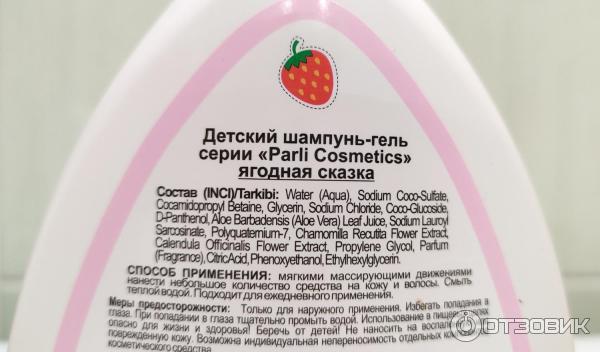 Детский шампунь-гель
серии «Parli Cosmetics»
ягодная сказка
Состав (INCI)/Tarkibi: Water (Aqua), Sodium Coco-Sulfate,
Cocamidopropyl Betaine, Glycerin, Sodium Chloride, Coco-Glucoside,
D-Panthenol, Aloe Barbadensis (Aloe Vera) Leaf Juice, Sodium Lauroyl
Sarcosinate, Polyquaternium-7, Chamomilla Recutita Flower Extract,
Calendula Officinalis Flower Extract, Propylene Glycol, Parfum
(Fragrance), Citric Acid, Phenoxyethanol, Ethylhexylglycerin.
СПОСОБ ПРИМЕНЕНИЯ: мягкими массирующими движениями
нанести небольшое количество средства на кожу и волосы. Смыть
теплой водой. Подходит для ежедневного применения.
Меры предосторожности: Только для наружного применения. Избегать попадания в
глаза. При попадании в глаза тщательно промыть водой. Использование в пищевых целях
опасно для жизни и здоровья! Беречь от детей! Не наносить на
повреждённую кожу. Возможна индивидуальная непереносимость отдельных
косметического средства
ОТЗОВИК